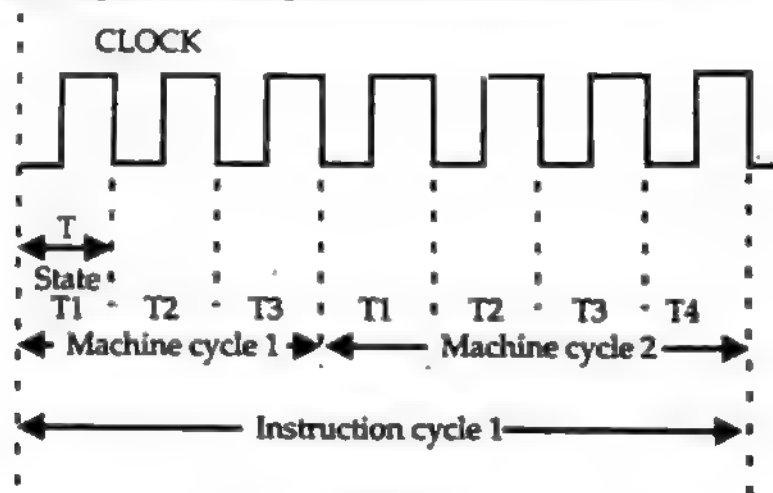 CLOCK
T
State
T1 T2 T3 T1 T2 T3 T4
Machine cycle 1 Machine cycle 2
Instruction cycle 1